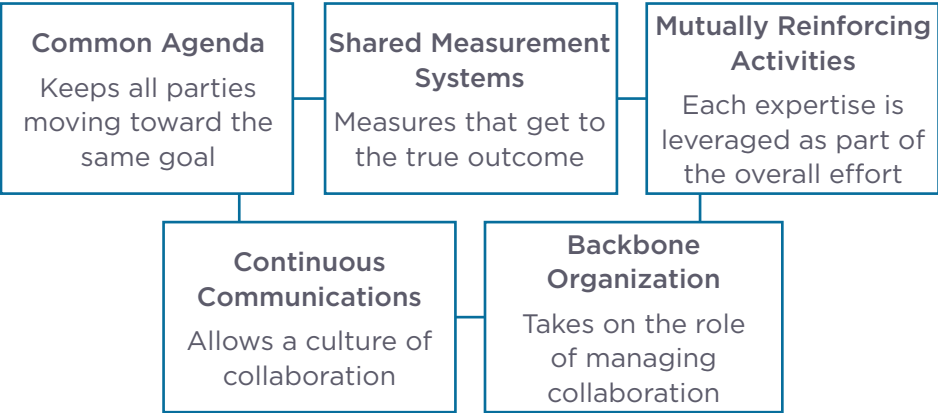 Common Agenda
Keeps all parties
moving toward the
same goal
Shared Measurement
Systems
Measures that get to
the true outcome
Mutually Reinforcing
Activities
Each expertise is
leveraged as part of
the overall effort
Continuous
Communications
Allows a culture of
collaboration
Backbone
Organization
Takes on the role
of managing
collaboration